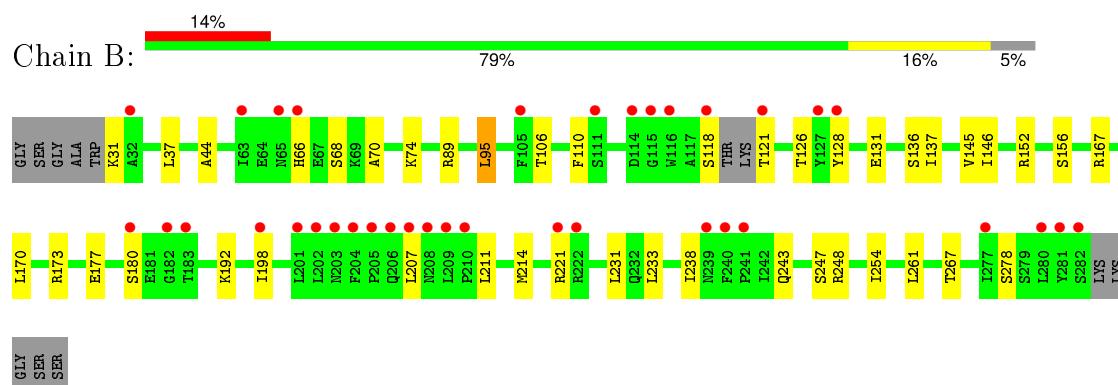 14%
Chain B:
79% 16% 5%
GLY SER GLY ALA TRP K31 A32 L37 A44 I63 E64 N65 H66 E67 S68 K69 A70 K74 R89 L95 F105 T106 F110 S111 D114 G115 W116 A117 S118 THR LYS T121 T126 Y127 Y128 E131 S136 I137 V145 I146 R152 S156 R167
L170 R173 E177 S180 E181 G182 T183 K192 I198 L201 L202 N203 F204 P205 Q206 L207 N208 L209 P210 L211 M214 R221 R222 L231 Q232 L233 I238 N239 F240 P241 I242 Q243 S247 R248 I254 L261 T267 I277 S278 S279 L280 Y281 S282 LYS LYS
GLY SER SER